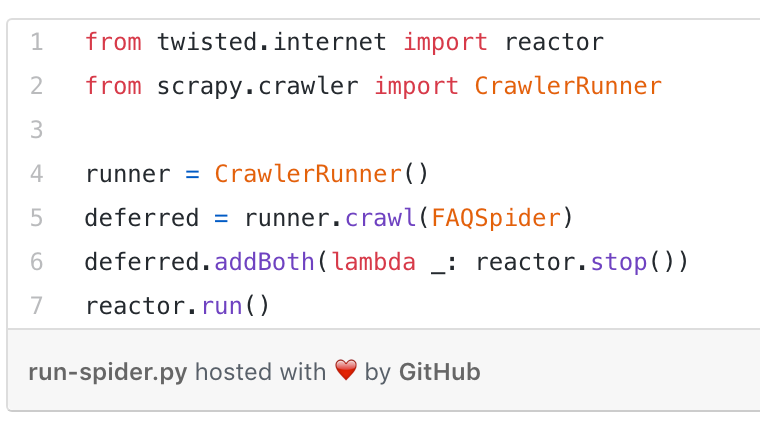 1 from twisted.internet import reactor
2 from scrapy.crawler import CrawlerRunner
3
4 runner = CrawlerRunner()
5 deferred = runner.crawl(FAQSpider)
6 deferred.addBoth(lambda _: reactor.stop())
7 reactor.run()
run-spider.py hosted with ❤ by GitHub